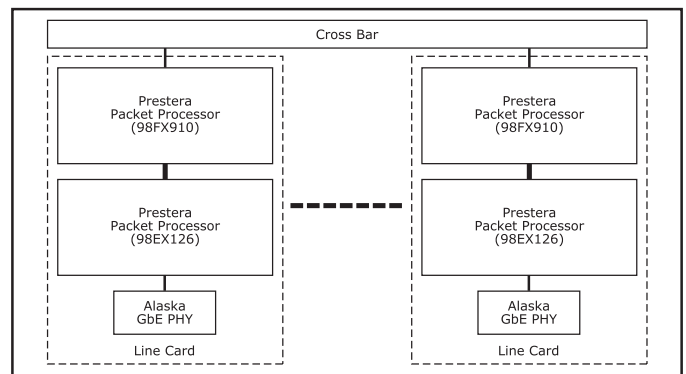 Cross Bar
Prestera
Packet Processor
(98FX910)
Prestera
Packet Processor
(98EX126)
Alaska
GbE PHY
Line Card
Prestera
Packet Processor
(98FX910)
Prestera
Packet Processor
(98EX126)
Alaska
GbE PHY
Line Card